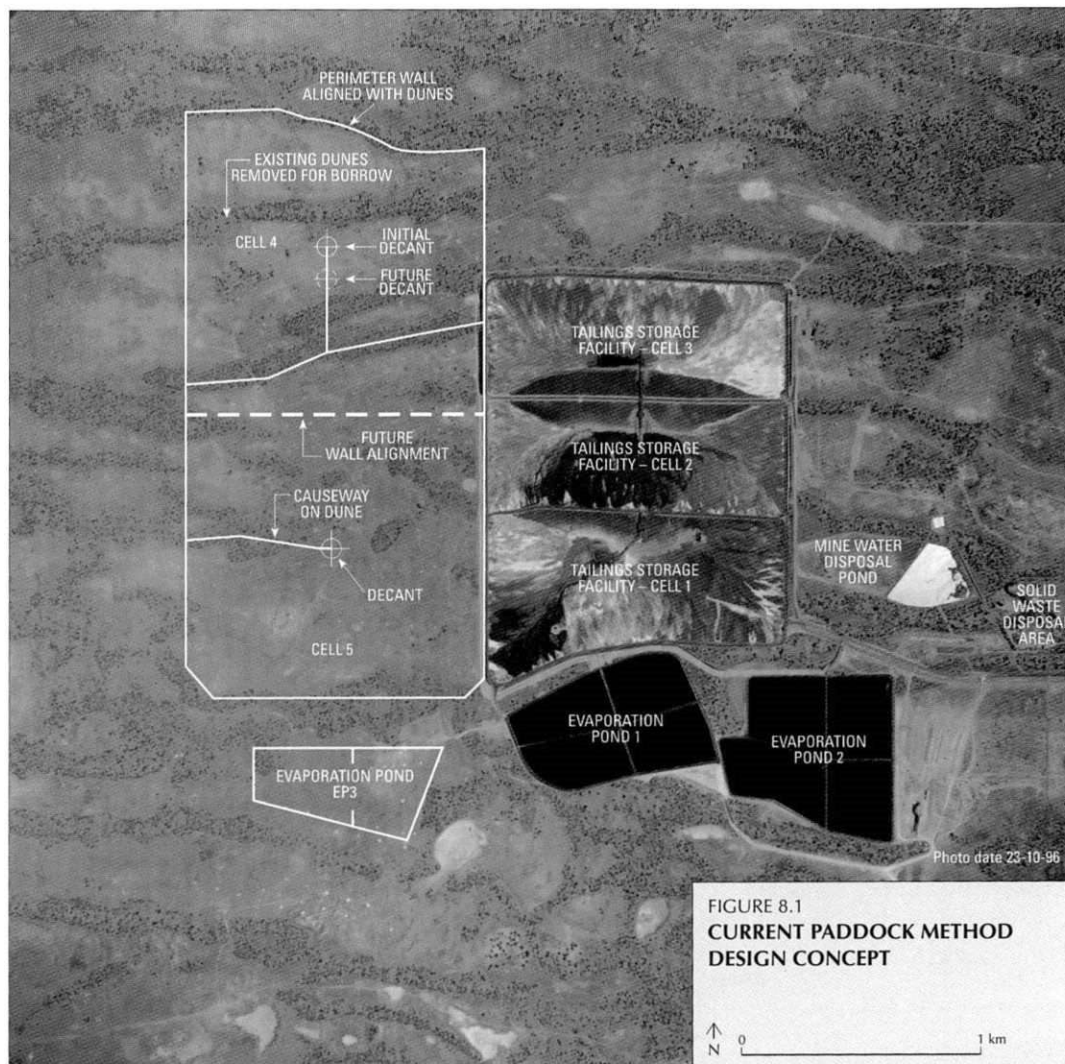 PERIMETER WALL
ALIGNED WITH DUNES
EXISTING DUNES
REMOVED FOR BORROW
CELL 4
INITIAL
DECANT
FUTURE
DECANT
TAILINGS STORAGE
FACILITY – CELL 3
FUTURE
WALL ALIGNMENT
TAILINGS STORAGE
FACILITY – CELL 2
CAUSEWAY
ON DUNE
DECANT
TAILINGS STORAGE
FACILITY – CELL 1
MINE WATER
DISPOSAL
POND
SOLID
WASTE
DISPOSAL
AREA
CELL 5
EVAPORATION
POND 1
EVAPORATION
POND 2
EVAPORATION POND
EP3
Photo date 23-10-96
FIGURE 8.1
CURRENT PADDOCK METHOD
DESIGN CONCEPT
N
0
1 km